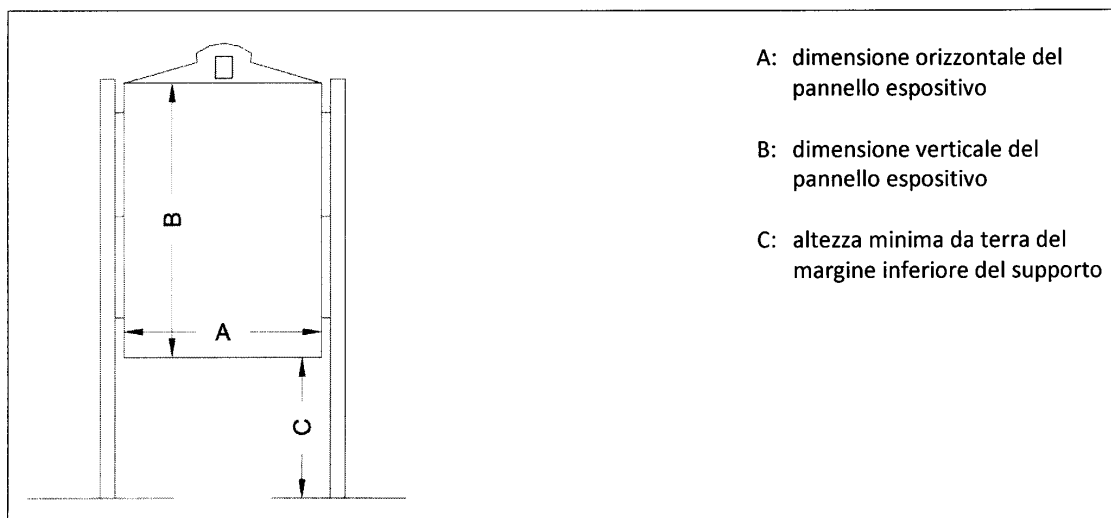 A: dimensione orizzontale del
pannello espositivo
B: dimensione verticale del
pannello espositivo
C: altezza minima da terra del
margine inferiore del supporto
B
A
C